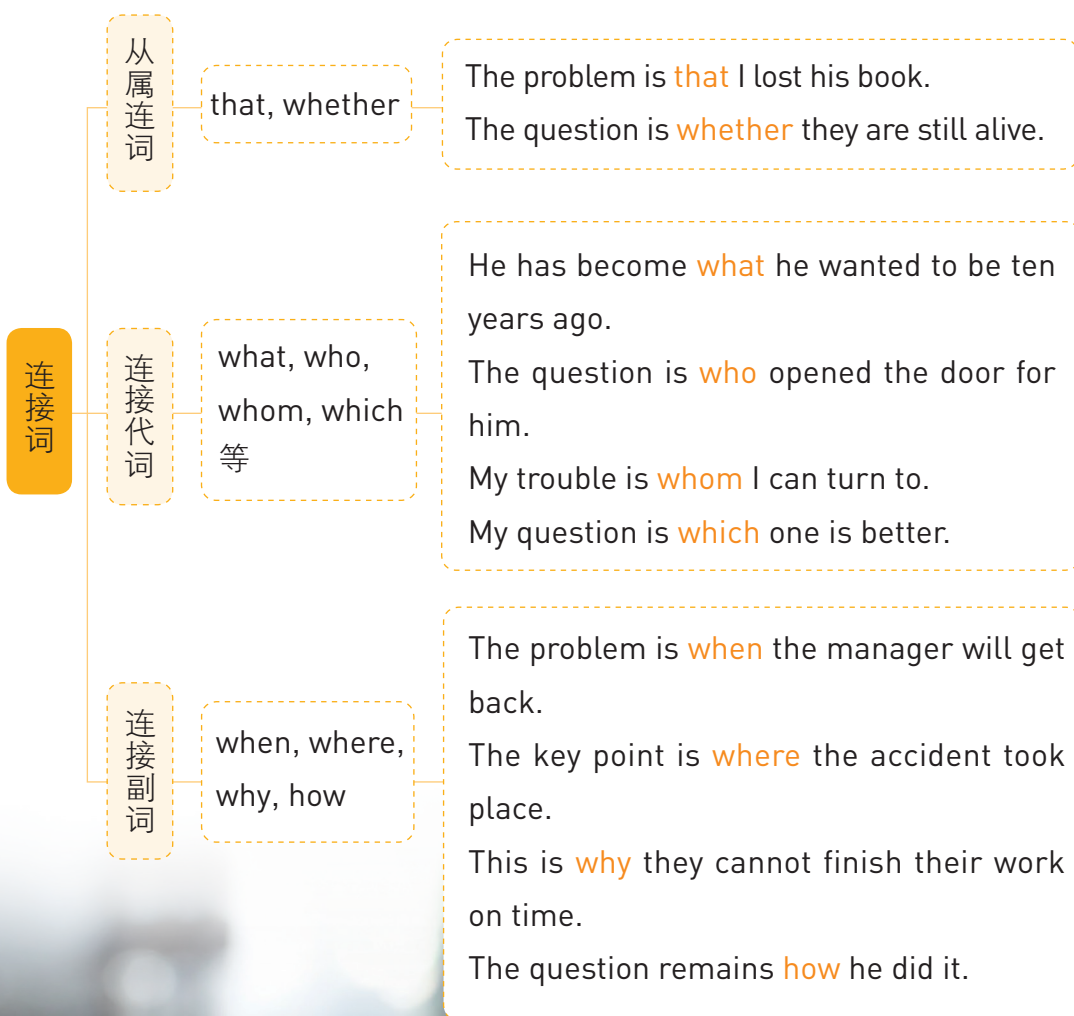 连接词
从属连词
that, whether
The problem is that I lost his book.
The question is whether they are still alive.
连接代词
what, who,
whom, which
等
He has become what he wanted to be ten
years ago.
The question is who opened the door for
him.
My trouble is whom I can turn to.
My question is which one is better.
连接副词
when, where,
why, how
The problem is when the manager will get
back.
The key point is where the accident took
place.
This is why they cannot finish their work
on time.
The question remains how he did it.